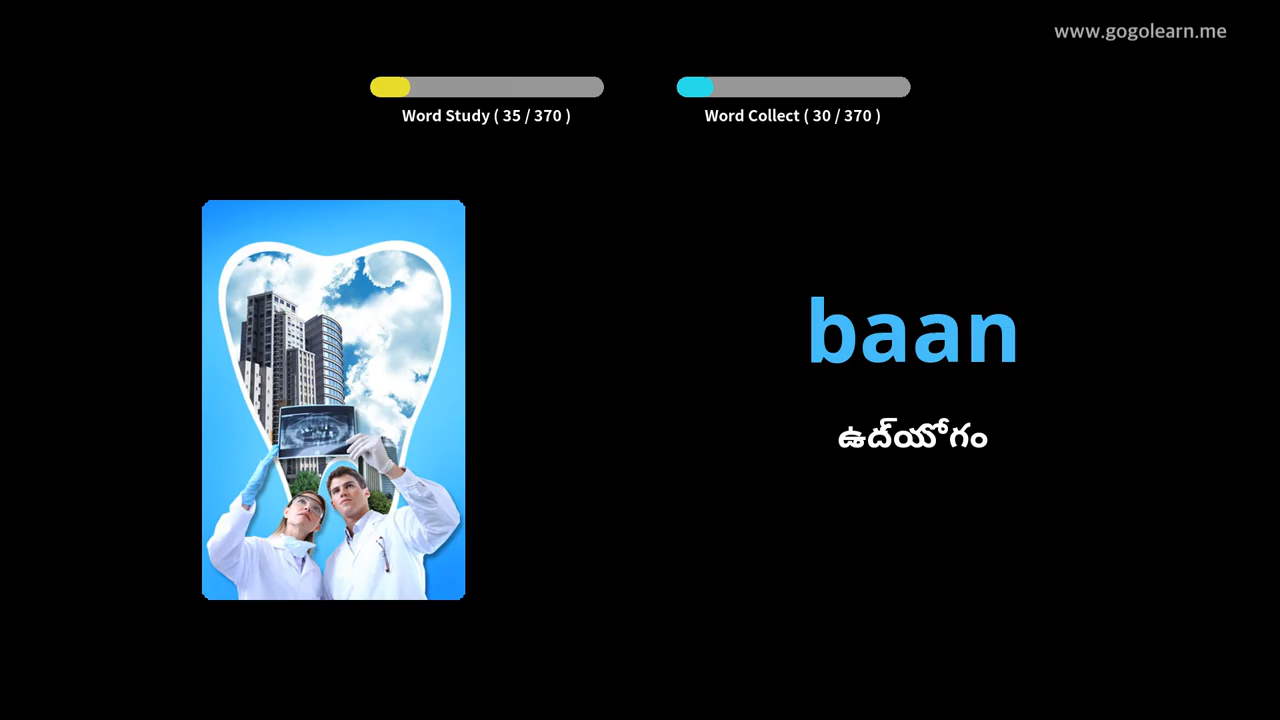 www.gogolearn.me
Word Study ( 35 / 370 )
Word Collect ( 30 / 370 )
baan
ఉద్‌యోగం